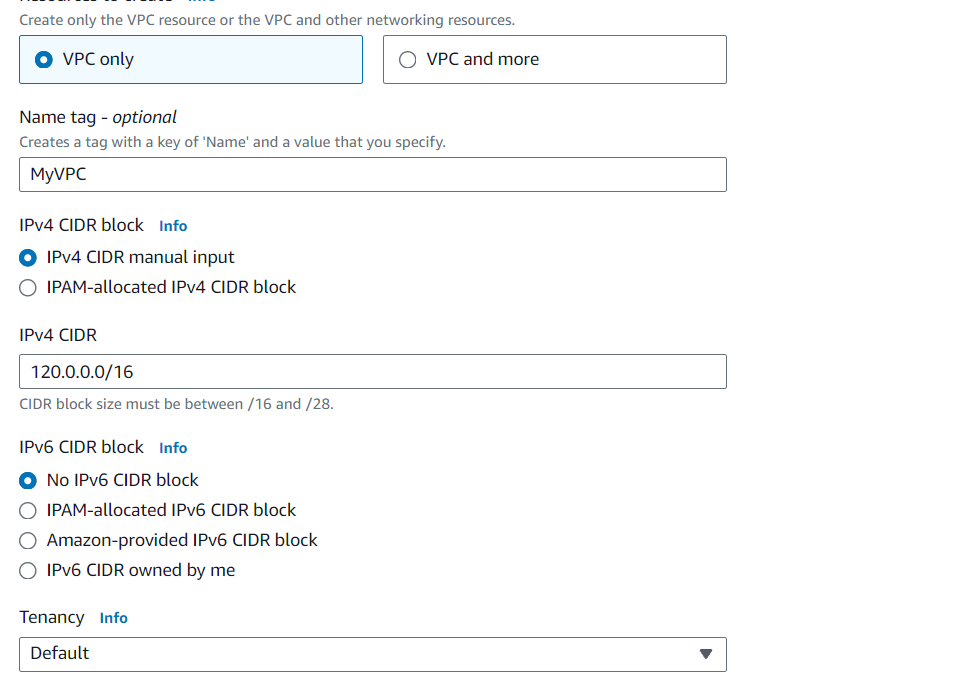 Resources to create Info
Create only the VPC resource or the VPC and other networking resources.
VPC only
VPC and more
Name tag - optional
Creates a tag with a key of 'Name' and a value that you specify.
MyVPC
IPv4 CIDR block Info
IPv4 CIDR manual input
IPAM-allocated IPv4 CIDR block
IPv4 CIDR
120.0.0.0/16
CIDR block size must be between /16 and /28.
IPv6 CIDR block Info
No IPv6 CIDR block
IPAM-allocated IPv6 CIDR block
Amazon-provided IPv6 CIDR block
IPv6 CIDR owned by me
Tenancy Info
Default